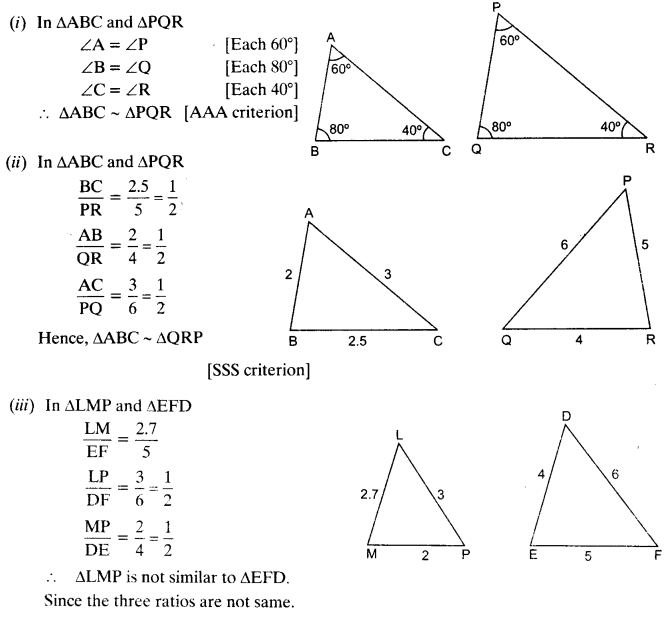 (i) In ΔABC and ΔPQR
∠A = ∠P [Each 60°]
∠B = ∠Q [Each 80°]
∠C = ∠R [Each 40°]
∴ ΔABC ~ ΔPQR [AAA criterion]
A
60°
B
80°
40°
C
P
60°
Q
80°
40°
R
(ii) In ΔABC and ΔPQR
BC/PR = 2.5/5 = 1/2
AB/QR = 2/4 = 1/2
AC/PQ = 3/6 = 1/2
Hence, ΔABC ~ ΔQRP
[SSS criterion]
A
2
3
B
2.5
C
P
6
5
Q
4
R
(iii) In ΔLMP and ΔEFD
LM/EF = 2.7/5
LP/DF = 3/6 = 1/2
MP/DE = 2/4 = 1/2
∴ ΔLMP is not similar to ΔEFD.
Since the three ratios are not same.
L
2.7
3
M
2
P
D
4
6
E
5
F